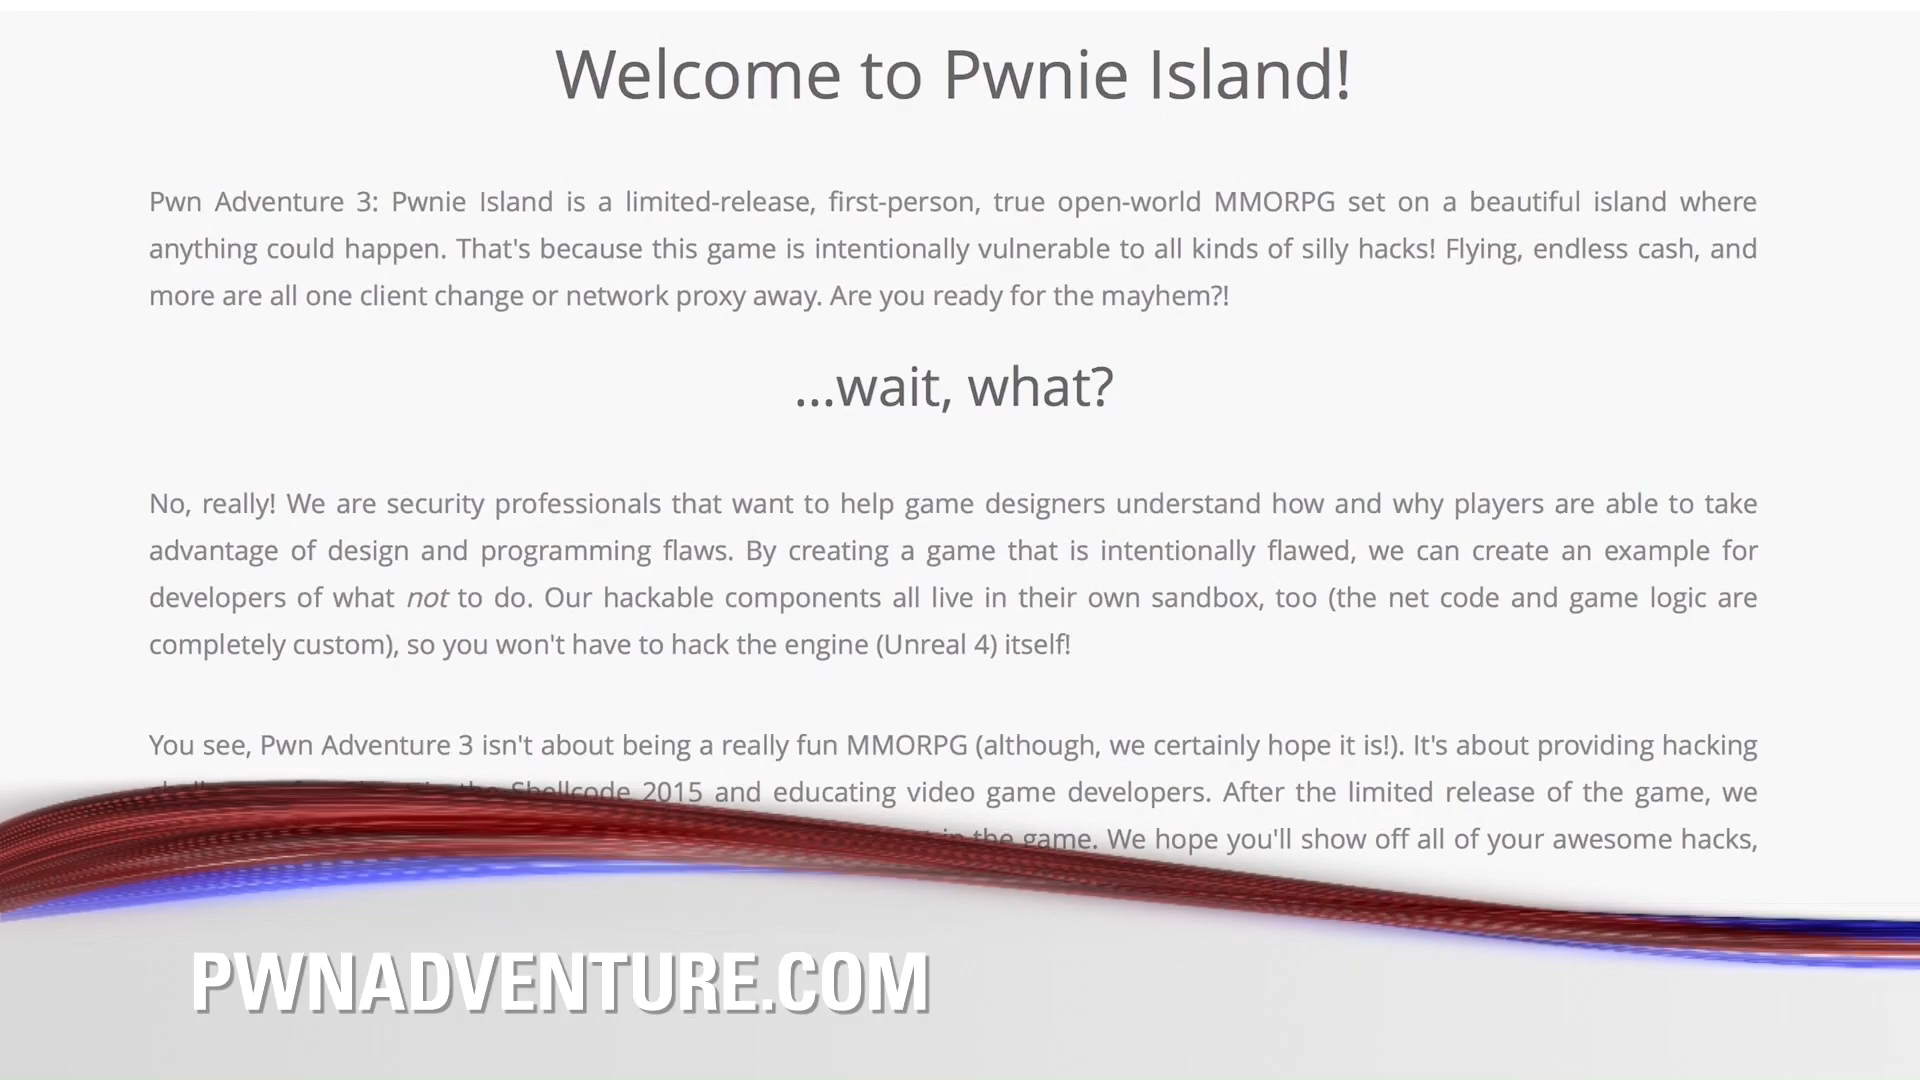 Welcome to Pwnie Island!
Pwn Adventure 3: Pwnie Island is a limited-release, first-person, true open-world MMORPG set on a beautiful island where
anything could happen. That's because this game is intentionally vulnerable to all kinds of silly hacks! Flying, endless cash, and
more are all one client change or network proxy away. Are you ready for the mayhem?!
...wait, what?
No, really! We are security professionals that want to help game designers understand how and why players are able to take
advantage of design and programming flaws. By creating a game that is intentionally flawed, we can create an example for
developers of what not to do. Our hackable components all live in their own sandbox, too (the net code and game logic are
completely custom), so you won't have to hack the engine (Unreal 4) itself!
You see, Pwn Adventure 3 isn't about being a really fun MMORPG (although, we certainly hope it is!). It's about providing hacking
the Shellcode 2015 and educating video game developers. After the limited release of the game, we
in the game. We hope you'll show off all of your awesome hacks,
PWNADVENTURE.COM